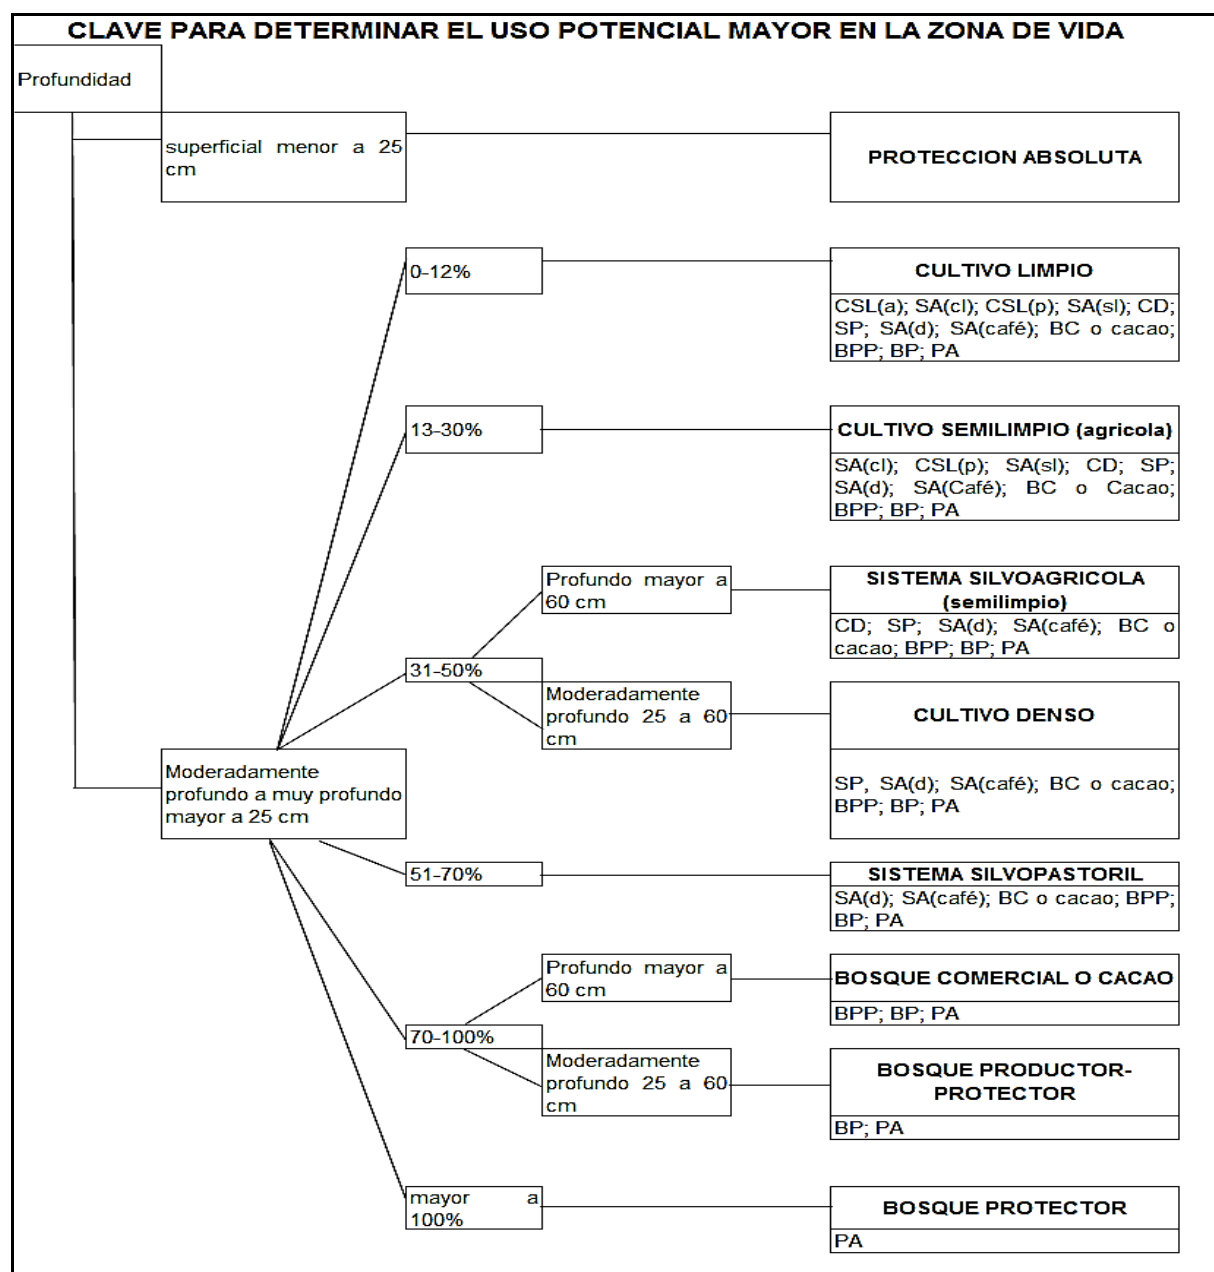 CLAVE PARA DETERMINAR EL USO POTENCIAL MAYOR EN LA ZONA DE VIDA
Profundidad
superficial menor a 25
cm
PROTECCION ABSOLUTA
0-12%
CULTIVO LIMPIO
CSL(a); SA(cl); CSL(p); SA(sl); CD;
SP; SA(d); SA(café); BC o cacao;
BPP; BP; PA
13-30%
CULTIVO SEMILIMPIO (agricola)
SA(cl); CSL(p); SA(sl); CD; SP;
SA(d); SA(Café); BC o Cacao;
BPP; BP; PA
Profundo mayor a
60 cm
SISTEMA SILVOAGRICOLA
(semilimpio)
CD; SP; SA(d); SA(café); BC o
cacao; BPP; BP; PA
31-50%
Moderadamente
profundo 25 a 60
cm
CULTIVO DENSO
SP, SA(d); SA(café); BC o cacao;
BPP; BP; PA
Moderadamente
profundo a muy profundo
mayor a 25 cm
51-70%
SISTEMA SILVOPASTORIL
SA(d); SA(café); BC o cacao; BPP;
BP; PA
Profundo mayor a
60 cm
BOSQUE COMERCIAL O CACAO
BPP; BP; PA
70-100%
Moderadamente
profundo 25 a 60
cm
BOSQUE PRODUCTOR-
PROTECTOR
BP; PA
mayor a
100%
BOSQUE PROTECTOR
PA